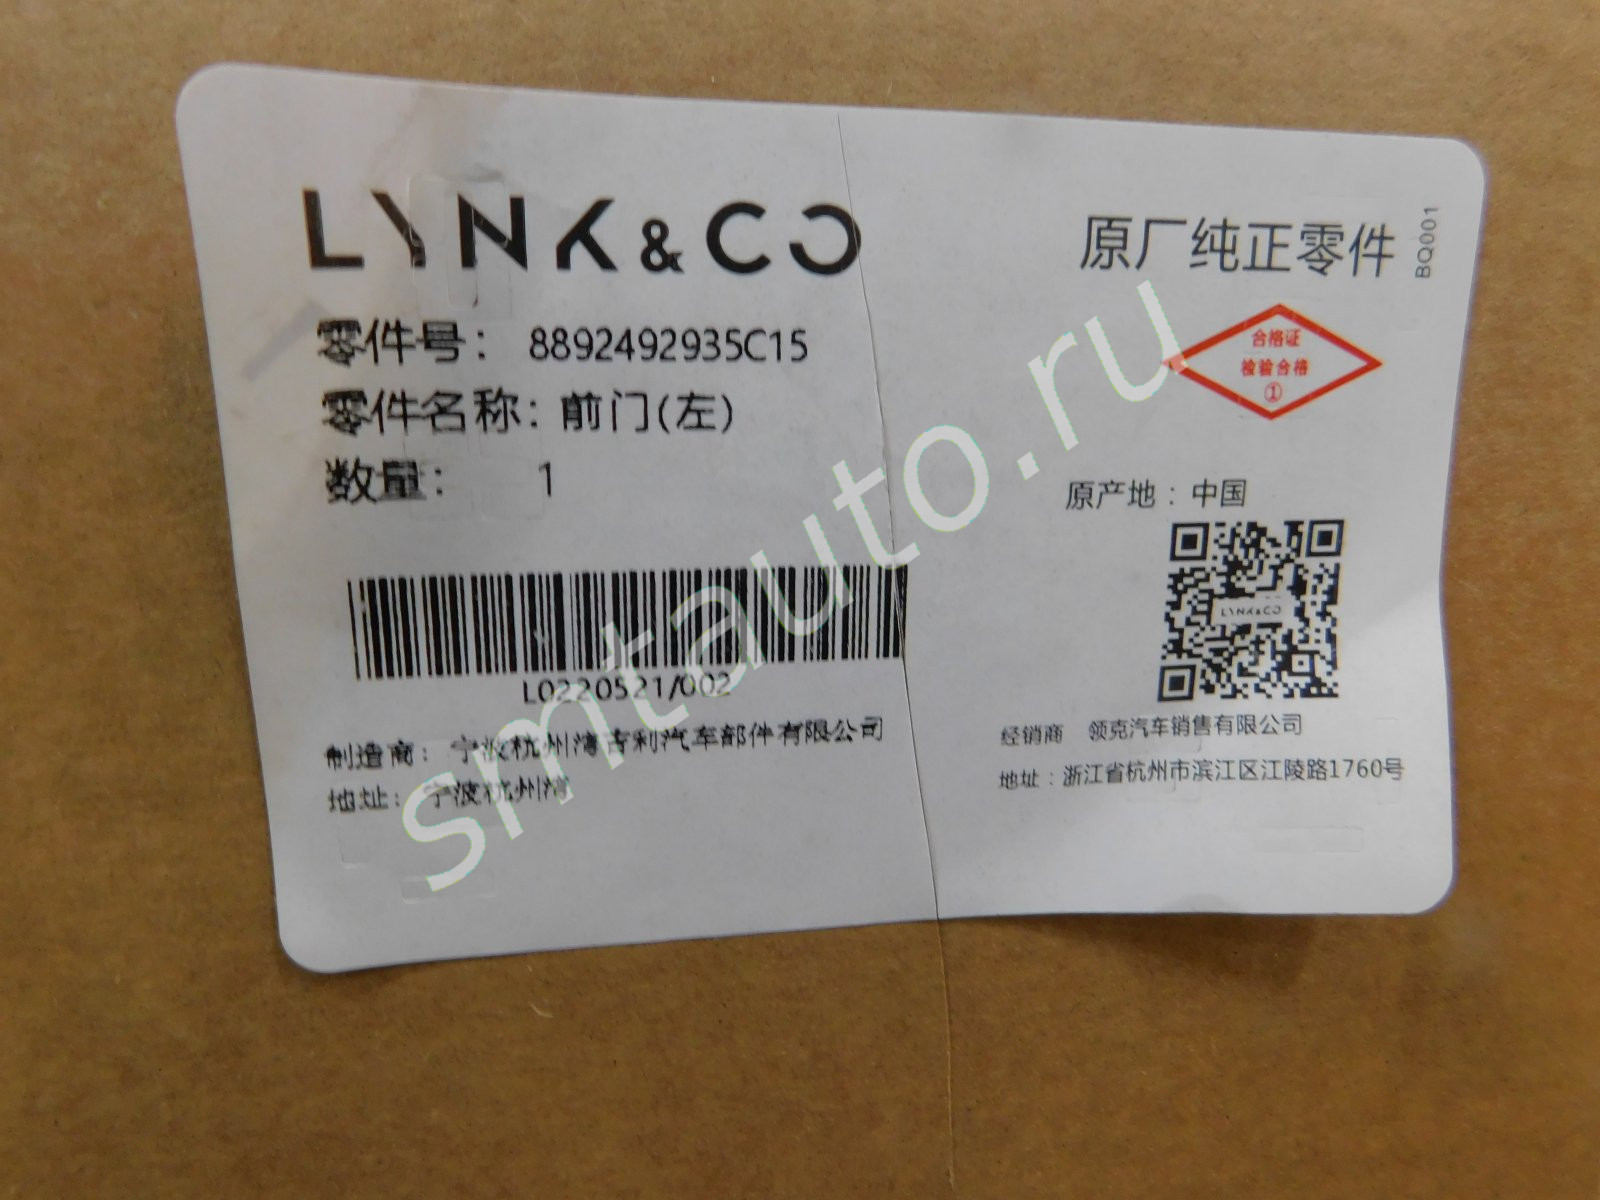 LYNK&CO
原厂纯正零件
BQ001
零件号： 8892492935C15
零件名称：前门(左)
数量： 1
合格证
检验合格
①
原产地：中国
LYNK&CO
L0220521/002
制造商：宁波杭州湾吉利汽车部件有限公司
地址：宁波杭州湾
经销商 领克汽车销售有限公司
地址：浙江省杭州市滨江区江陵路1760号
smtauto.ru